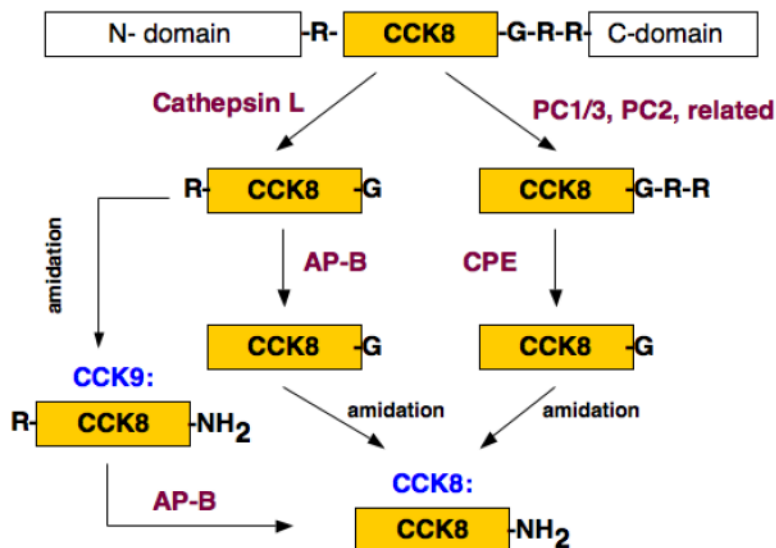 N- domain -R- CCK8 -G-R-R- C-domain
Cathepsin L PC1/3, PC2, related
R- CCK8 -G CCK8 -G-R-R
amidation
AP-B CPE
CCK8 -G CCK8 -G
CCK9: amidation amidation
R- CCK8 -NH2
CCK8:
AP-B
CCK8 -NH2